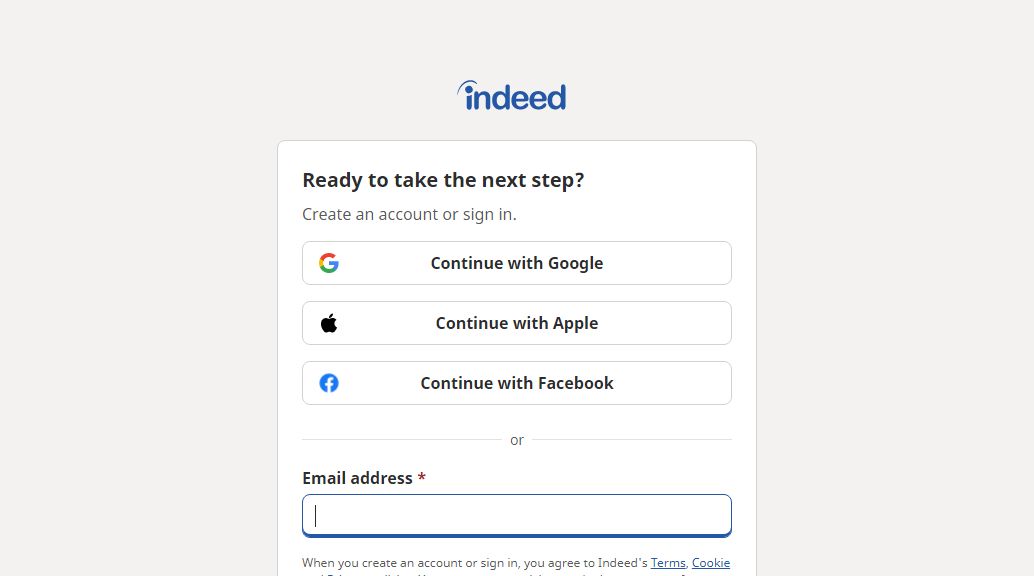 indeed
Ready to take the next step?
Create an account or sign in.
Continue with Google
Continue with Apple
Continue with Facebook
or
Email address *
When you create an account or sign in, you agree to Indeed's Terms, Cookie